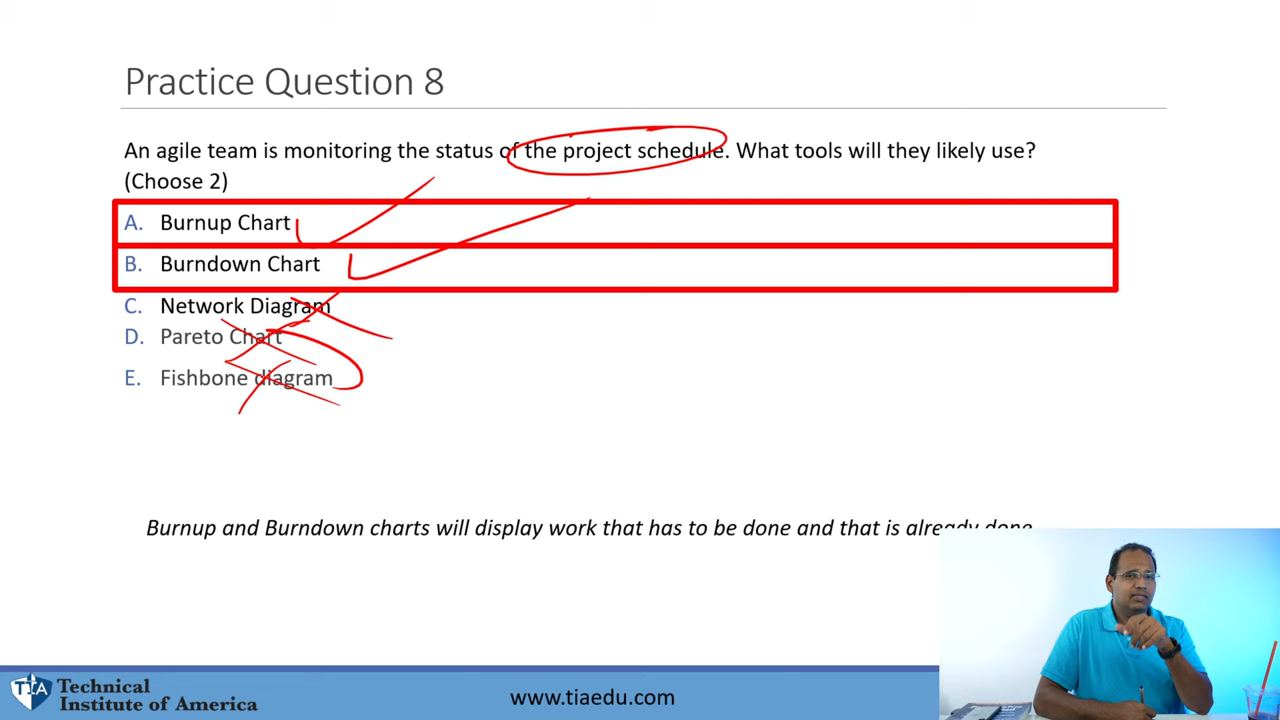 Practice Question 8
An agile team is monitoring the status of the project schedule. What tools will they likely use?
(Choose 2)
A. Burnup Chart
B. Burndown Chart
C. Network Diagram
D. Pareto Chart
E. Fishbone diagram
Burnup and Burndown charts will display work that has to be done and that is already done
TIA Technical
Institute of America
www.tiaedu.com